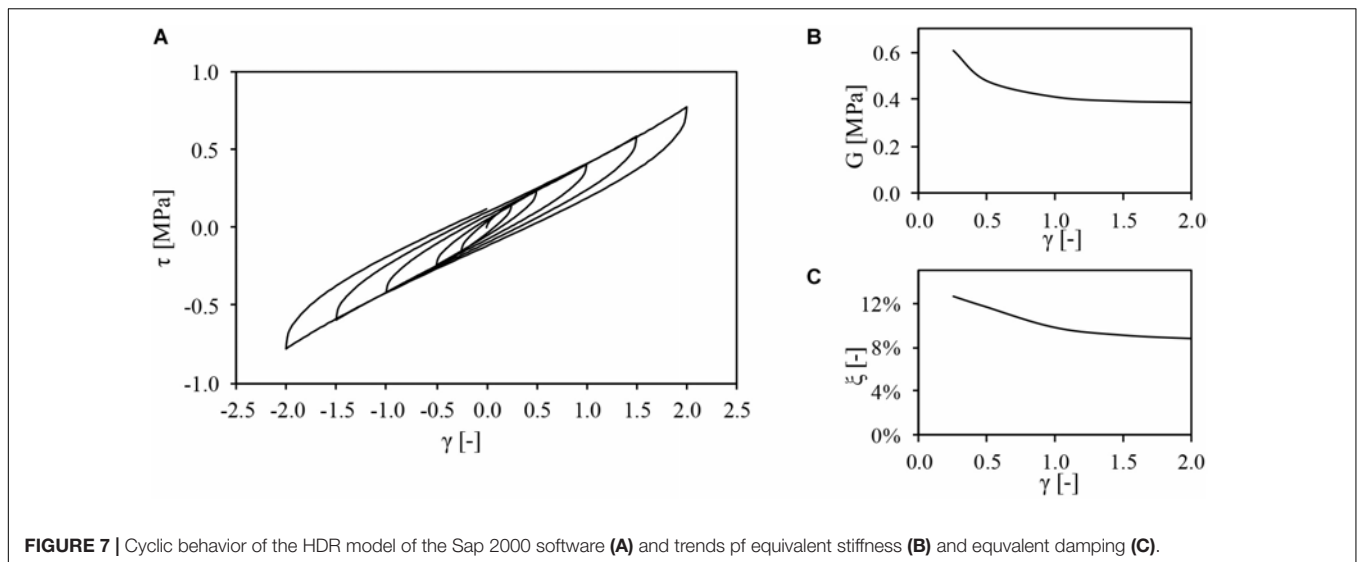 A
1.0
0.5
0.0
-0.5
-1.0
τ [MPa]
-2.5 -2.0 -1.5 -1.0 -0.5 0.0 0.5 1.0 1.5 2.0 2.5
γ [-]
B
0.6
0.4
0.2
0.0
G [MPa]
0.0 0.5 1.0 1.5 2.0
γ [-]
C
12%
8%
4%
0%
ξ [-]
0.0 0.5 1.0 1.5 2.0
γ [-]
FIGURE 7 | Cyclic behavior of the HDR model of the Sap 2000 software (A) and trends pf equivalent stiffness (B) and equvalent damping (C).